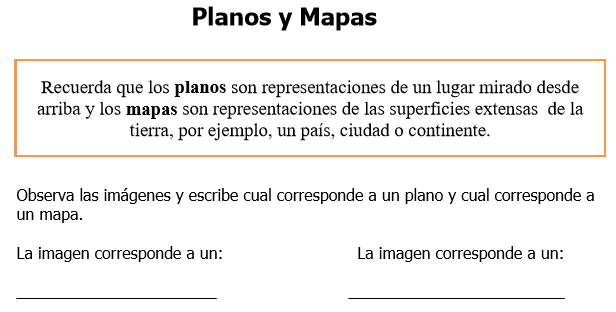 Planos y Mapas
Recuerda que los planos son representaciones de un lugar mirado desde
arriba y los mapas son representaciones de las superficies extensas de la
tierra, por ejemplo, un país, ciudad o continente.
Observa las imágenes y escribe cual corresponde a un plano y cual corresponde a
un mapa.
La imagen corresponde a un: La imagen corresponde a un: